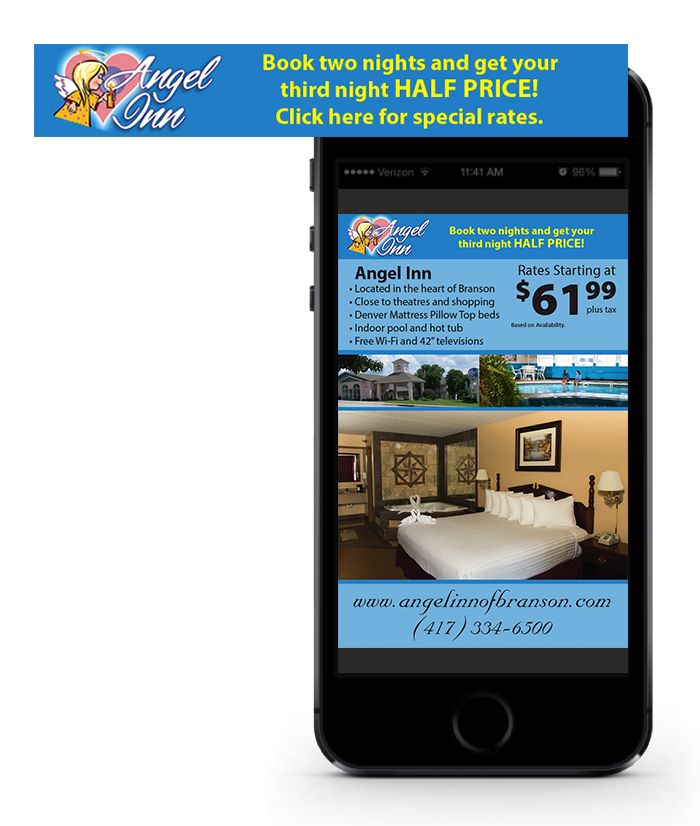 Angel
Inn
Book two nights and get your
third night HALF PRICE!
Click here for special rates.
Verizon
11:41 AM
96%
Angel
Inn
Book two nights and get your
third night HALF PRICE!
Angel Inn
• Located in the heart of Branson
• Close to theatres and shopping
• Denver Mattress Pillow Top beds
• Indoor pool and hot tub
• Free Wi-Fi and 42" televisions
Rates Starting at
$61.99
plus tax
Based on Availability.
www.angelinnofbranson.com
(417) 334-6500